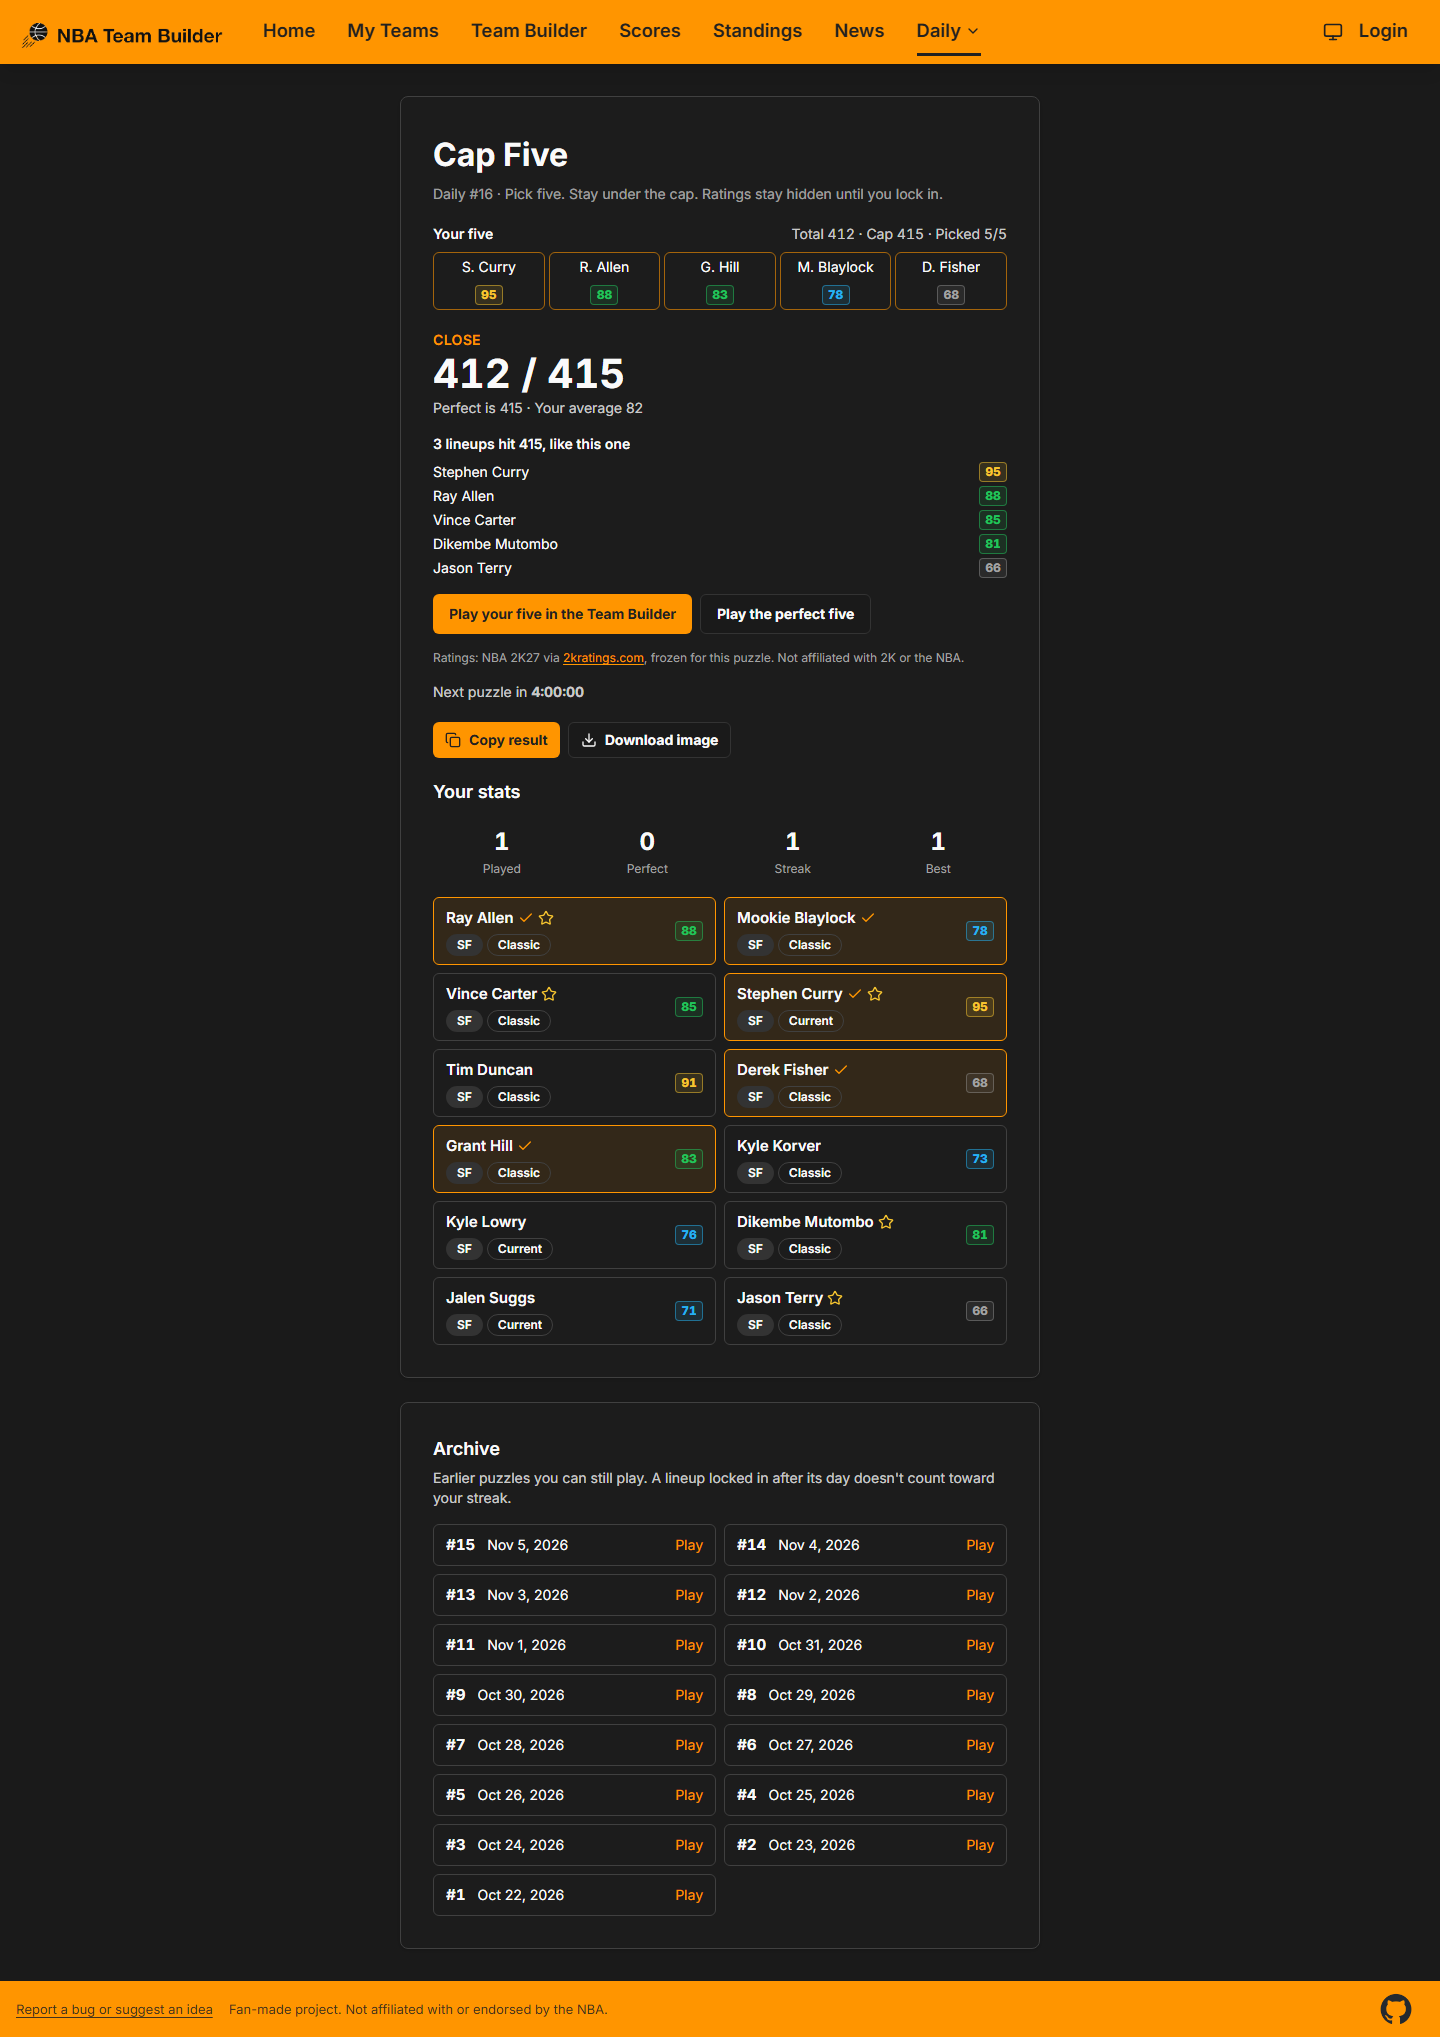 NBA Team Builder Home My Teams Team Builder Scores Standings News Daily Login
Cap Five
Daily #16 · Pick five. Stay under the cap. Ratings stay hidden until you lock in.
Your five Total 412 · Cap 415 · Picked 5/5
S. Curry R. Allen G. Hill M. Blaylock D. Fisher
95 88 83 78 68
CLOSE
412 / 415
Perfect is 415 · Your average 82
3 lineups hit 415, like this one
Stephen Curry 95
Ray Allen 88
Vince Carter 85
Dikembe Mutombo 81
Jason Terry 66
Play your five in the Team Builder Play the perfect five
Ratings: NBA 2K27 via 2kratings.com, frozen for this puzzle. Not affiliated with 2K or the NBA.
Next puzzle in 4:00:00
Copy result Download image
Your stats
1 0 1 1
Played Perfect Streak Best
Ray Allen 88 Mookie Blaylock 78
SF Classic SF Classic
Vince Carter 85 Stephen Curry 95
SF Classic SF Current
Tim Duncan 91 Derek Fisher 68
SF Classic SF Classic
Grant Hill 83 Kyle Korver 73
SF Classic SF Classic
Kyle Lowry 76 Dikembe Mutombo 81
SF Current SF Classic
Jalen Suggs 71 Jason Terry 66
SF Current SF Classic
Archive
Earlier puzzles you can still play. A lineup locked in after its day doesn't count toward
your streak.
#15 Nov 5, 2026 Play #14 Nov 4, 2026 Play
#13 Nov 3, 2026 Play #12 Nov 2, 2026 Play
#11 Nov 1, 2026 Play #10 Oct 31, 2026 Play
#9 Oct 30, 2026 Play #8 Oct 29, 2026 Play
#7 Oct 28, 2026 Play #6 Oct 27, 2026 Play
#5 Oct 26, 2026 Play #4 Oct 25, 2026 Play
#3 Oct 24, 2026 Play #2 Oct 23, 2026 Play
#1 Oct 22, 2026 Play
Report a bug or suggest an idea Fan-made project. Not affiliated with or endorsed by the NBA.